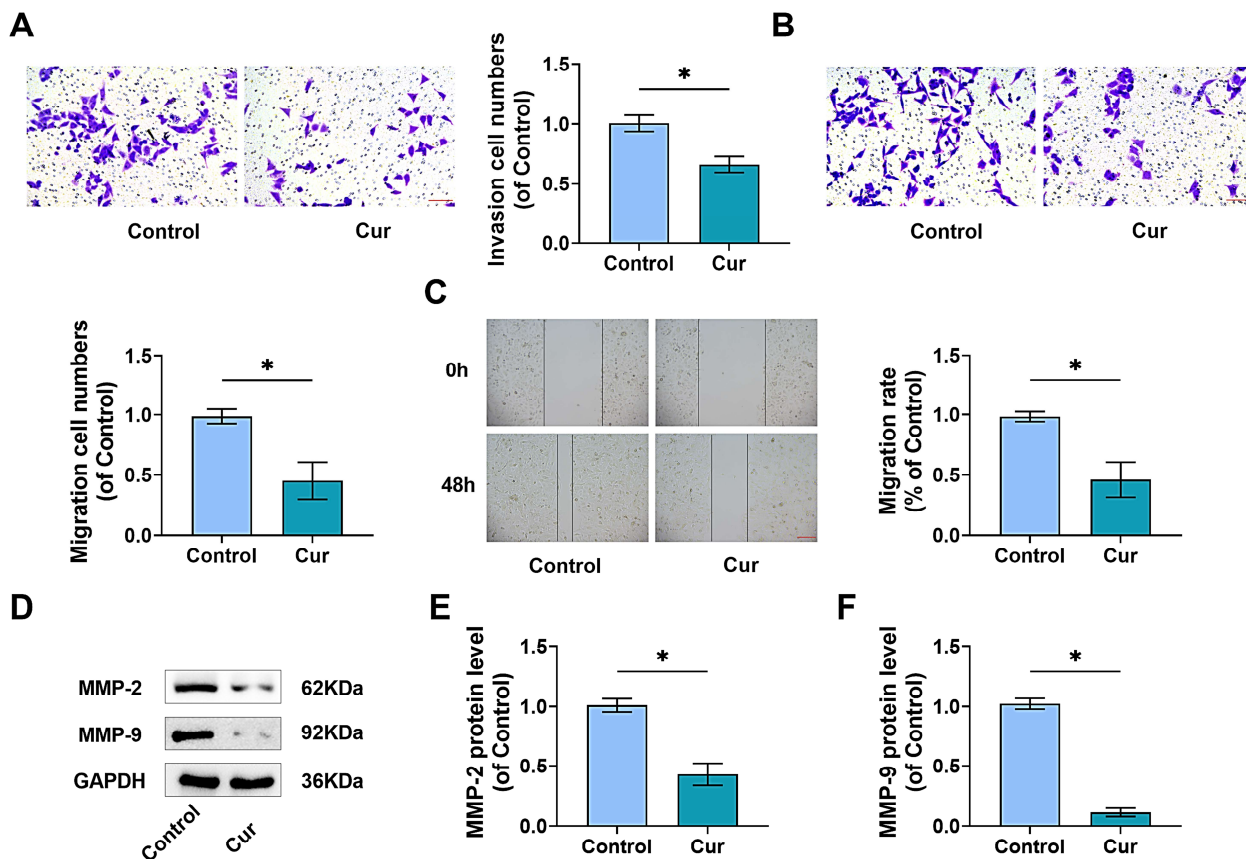 A
Control
Cur
Invasion cell numbers
(of Control)
1.5
*
1.0
0.5
0.0
Control
Cur
B
Control
Cur
Migration cell numbers
(of Control)
1.5
*
1.0
0.5
0.0
Control
Cur
C
0h
48h
Control
Cur
Migration rate
(% of Control)
1.5
*
1.0
0.5
0.0
Control
Cur
D
MMP-2
62KDa
MMP-9
92KDa
GAPDH
36KDa
Control
Cur
E
MMP-2 protein level
(of Control)
1.5
*
1.0
0.5
0.0
Control
Cur
F
MMP-9 protein level
(of Control)
1.5
*
1.0
0.5
0.0
Control
Cur